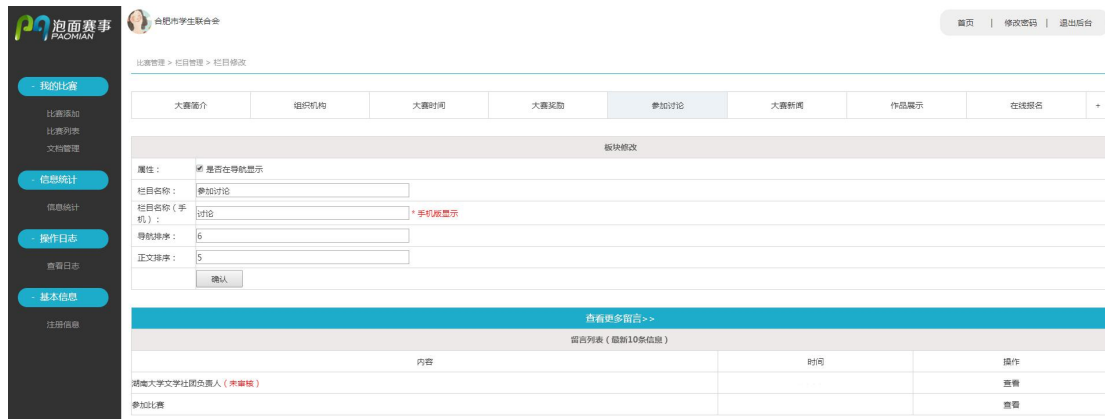 泡面赛事
PAOMIAN
合肥市学生联合会
首页 | 修改密码 | 退出后台
比赛管理 > 栏目管理 > 栏目修改
· 我的比赛
比赛添加
比赛列表
文档管理
· 信息统计
信息统计
· 操作日志
查看日志
· 基本信息
注册信息
大赛简介 组织机构 大赛时间 大赛奖励 参加讨论 大赛新闻 作品展示 在线报名 +
板块修改
属性： 是否在导航显示
栏目名称： 参加讨论
栏目名称（手机）： 讨论 * 手机版显示
导航排序： 6
正文排序： 5
确认
查看更多留言>>
留言列表（最新10条信息）
内容 时间 操作
湖南大学文学社团负责人（未审核） 查看
参加比赛 查看